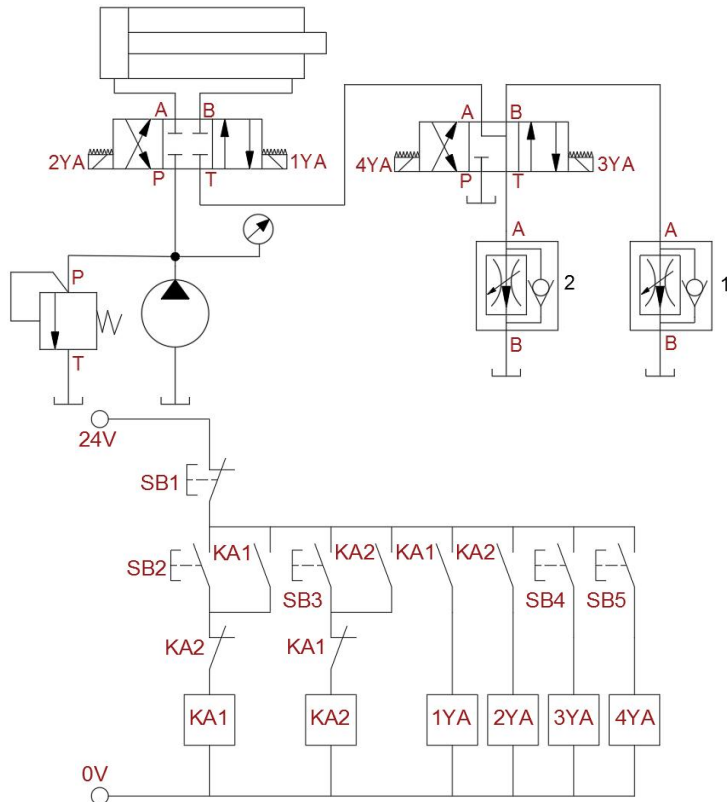 A B
2YA 1YA
P T
A B
4YA 3YA
P T
P
T
A
2
B
A
1
B
24V
SB1
SB2 KA1 SB3 KA2 KA1 KA2 SB4 SB5
KA2 KA1
KA1 KA2 1YA 2YA 3YA 4YA
0V